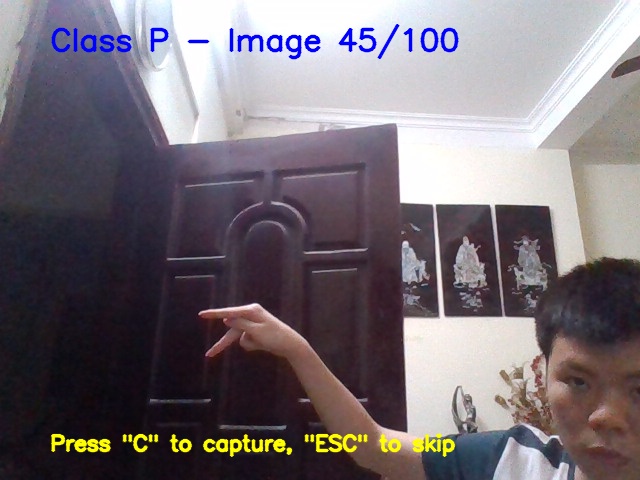 Class P - Image 45/100
Press "C" to capture, "ESC" to skip